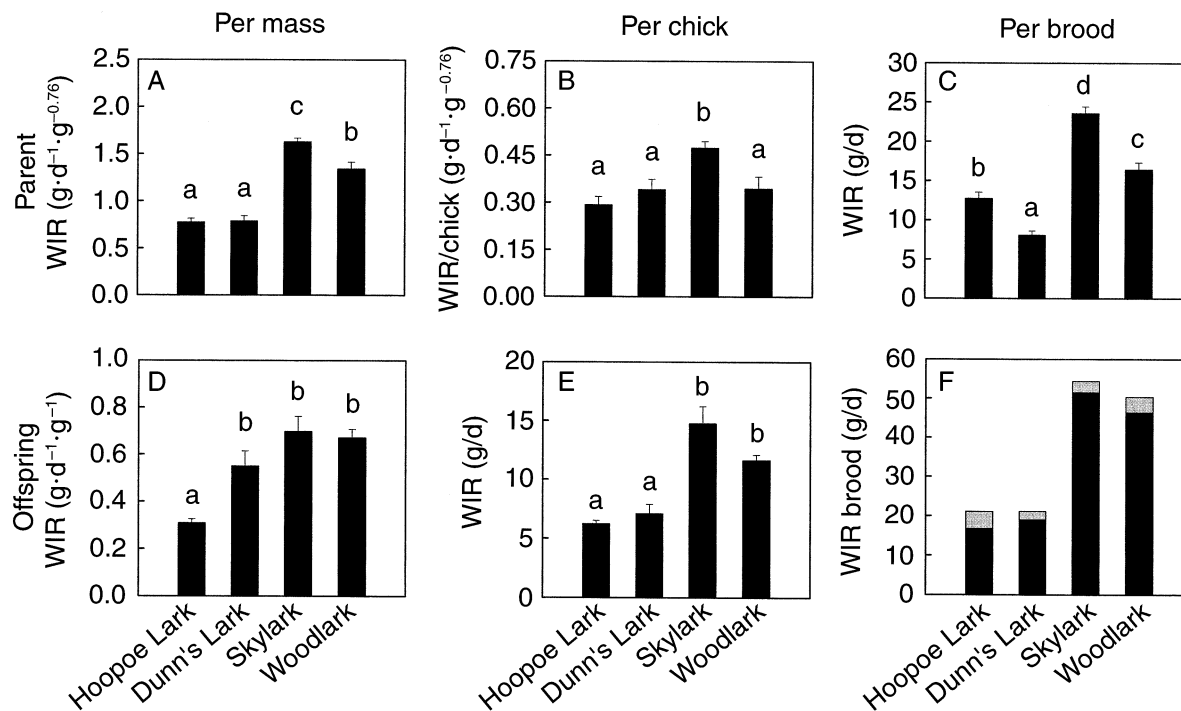 Per mass
Per chick
Per brood
Parent
WIR (g·d⁻¹·g⁻⁰·⁷⁶)
2.5
2.0
1.5
1.0
0.5
0.0
A
a
a
c
b
WIR/chick (g·d⁻¹·g⁻⁰·⁷⁶)
0.75
0.60
0.45
0.30
0.15
0.00
B
a
a
b
a
WIR (g/d)
30
25
20
15
10
5
0
C
b
a
d
c
Offspring
WIR (g·d⁻¹·g⁻¹)
1.0
0.8
0.6
0.4
0.2
0.0
D
a
b
b
b
Hoopoe Lark
Dunn's Lark
Skylark
Woodlark
WIR (g/d)
20
15
10
5
0
E
a
a
b
b
Hoopoe Lark
Dunn's Lark
Skylark
Woodlark
WIR brood (g/d)
60
50
40
30
20
10
0
F
Hoopoe Lark
Dunn's Lark
Skylark
Woodlark